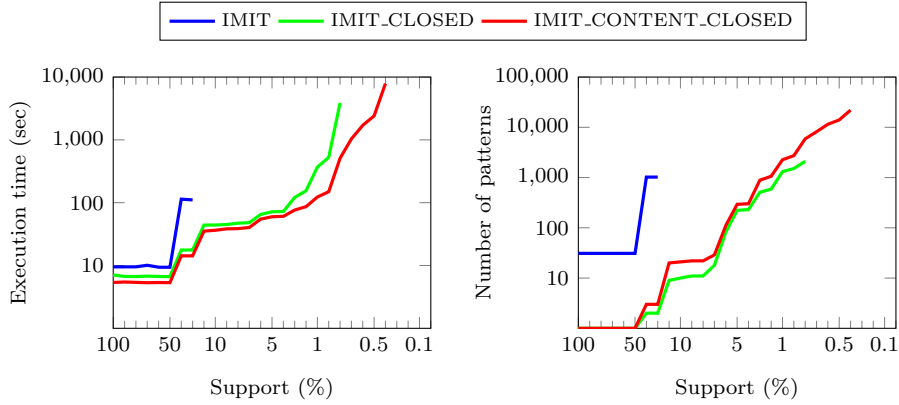 IMIT IMIT_CLOSED IMIT_CONTENT_CLOSED
Execution time (sec)
10,000
1,000
100
10
100 50 10 5 1 0.5 0.1
Support (%)
Number of patterns
100,000
10,000
1,000
100
10
100 50 10 5 1 0.5 0.1
Support (%)